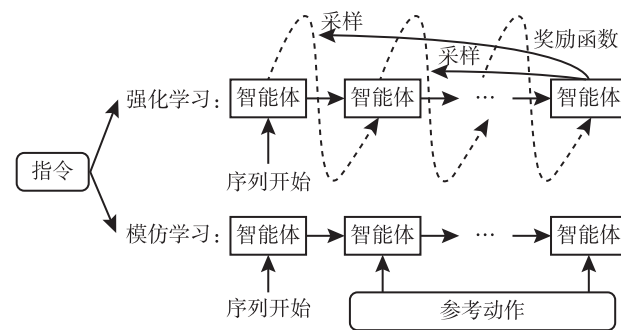 采样
奖励函数
采样
强化学习：
智能体
智能体
…
智能体
指令
序列开始
模仿学习：
智能体
智能体
…
智能体
序列开始
参考动作